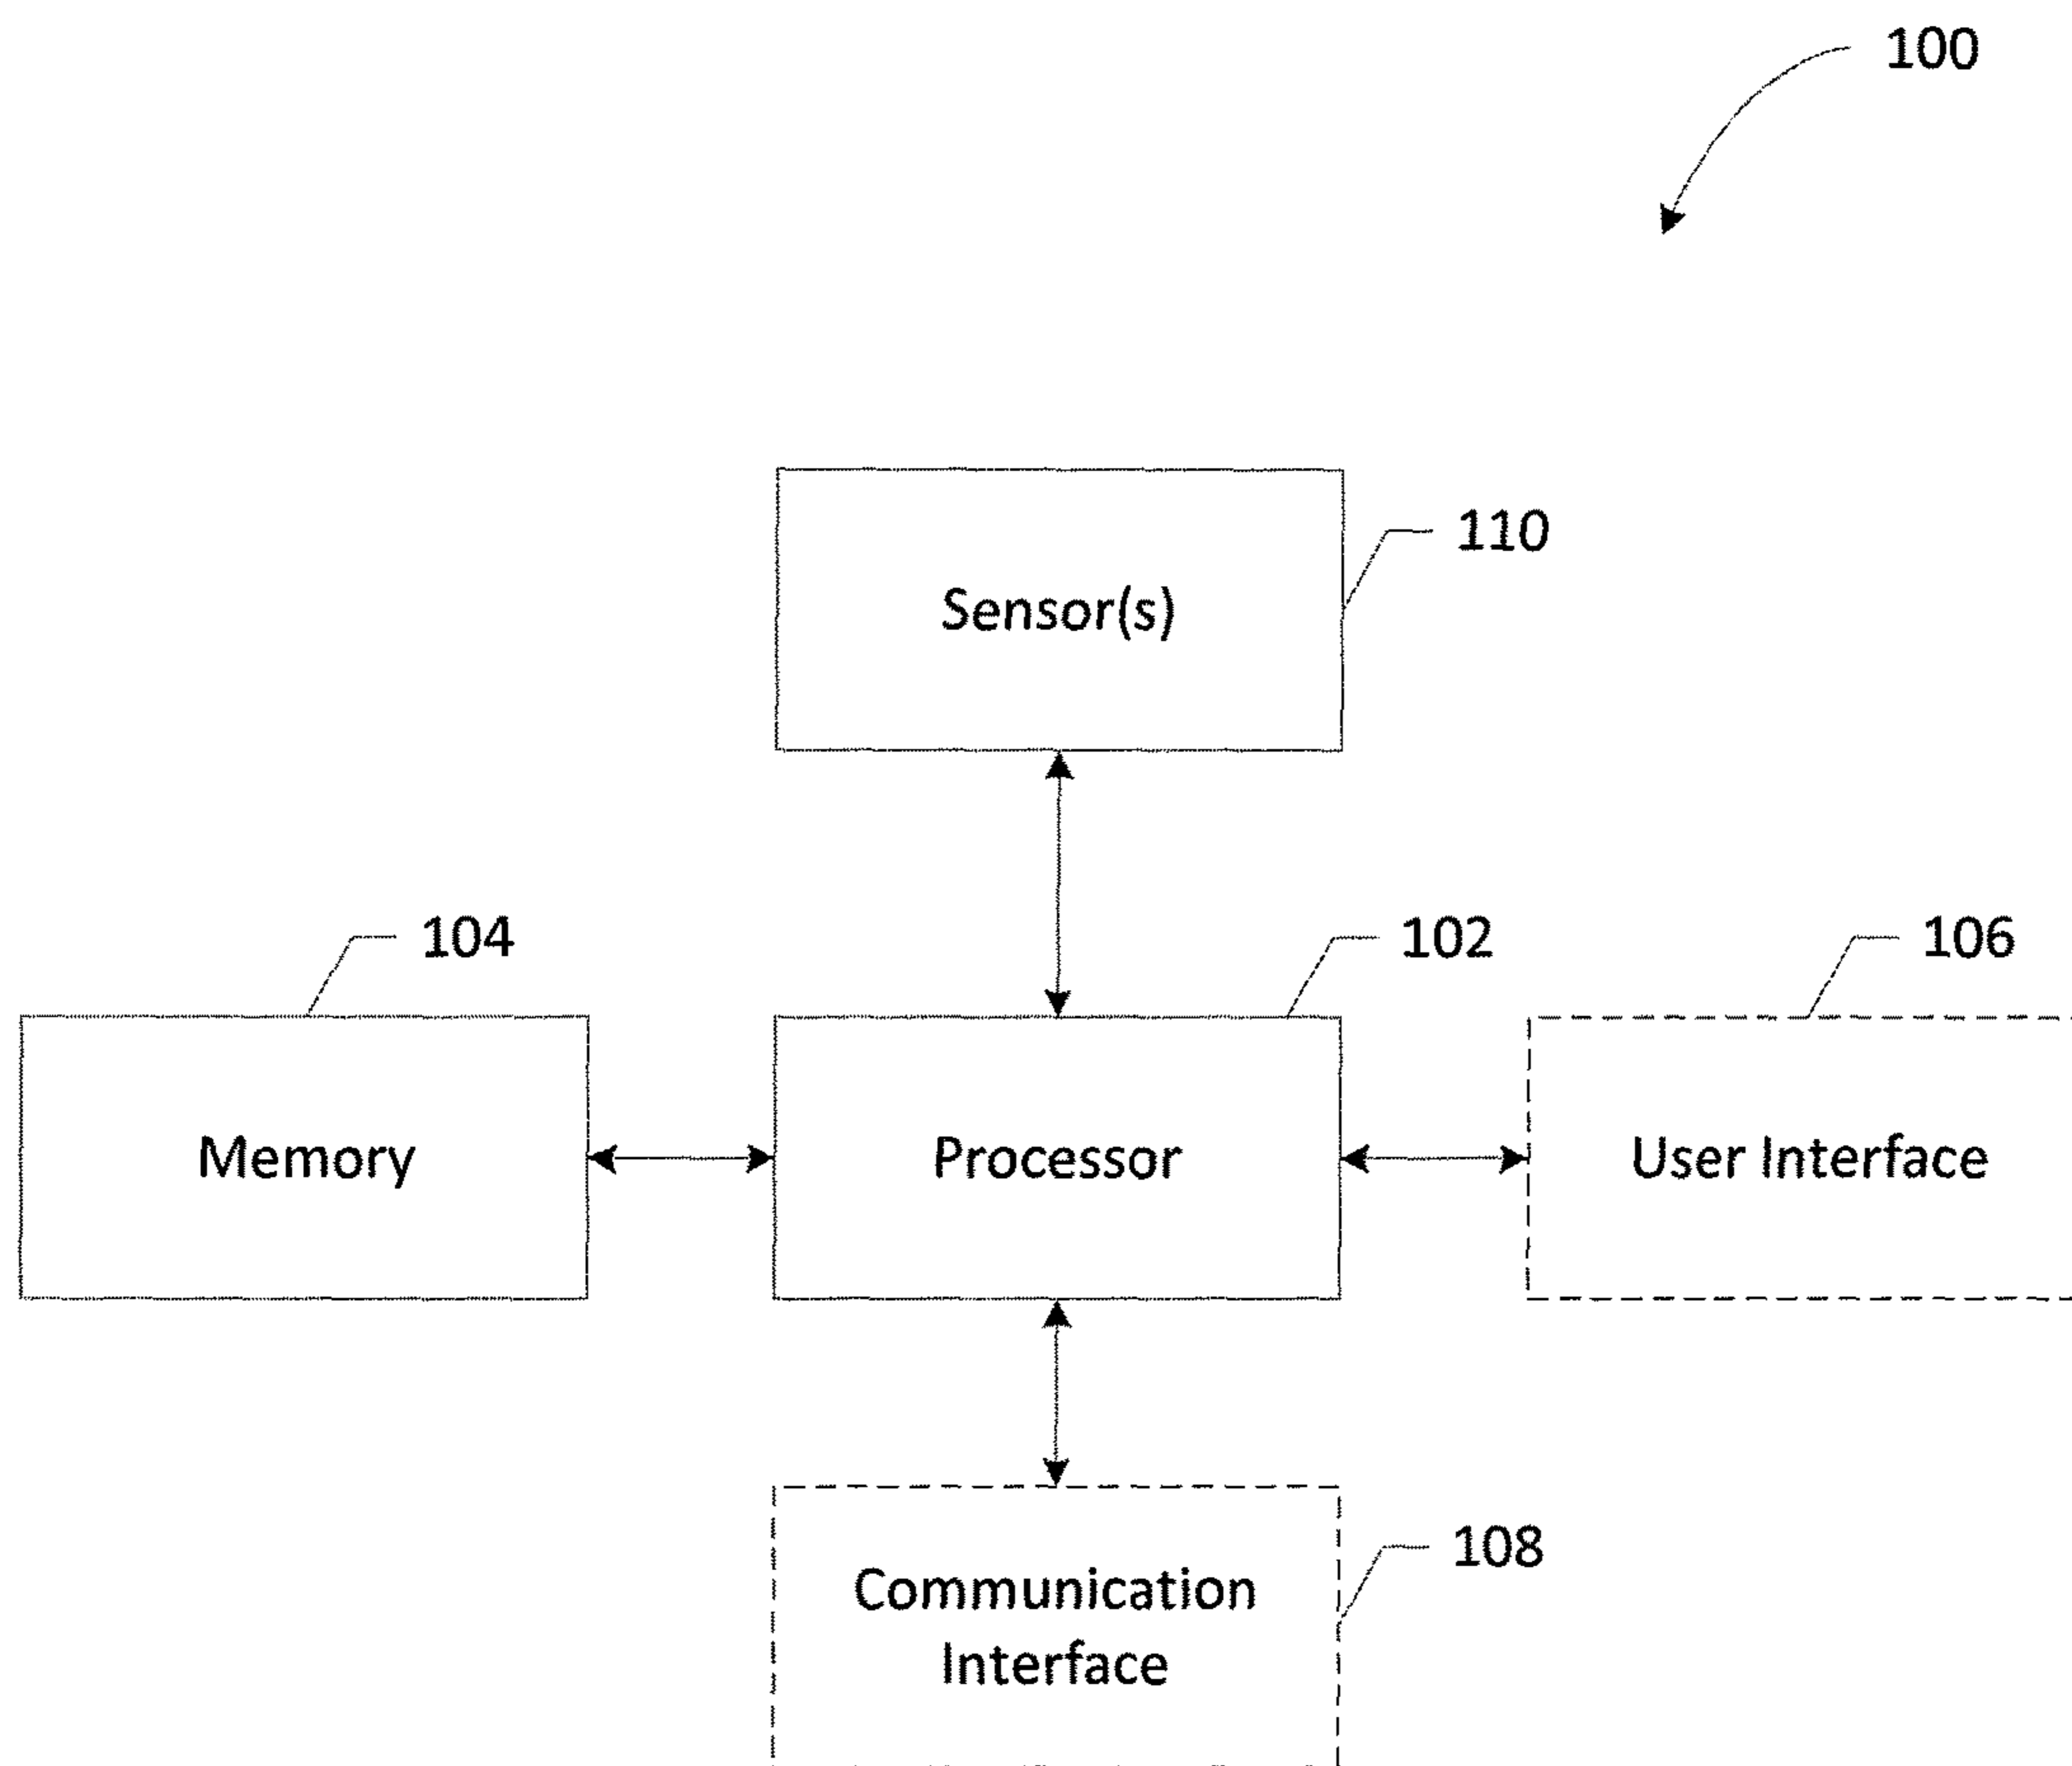 100
110
Sensor(s)
104
102
106
Memory
Processor
User Interface
108
Communication
Interface